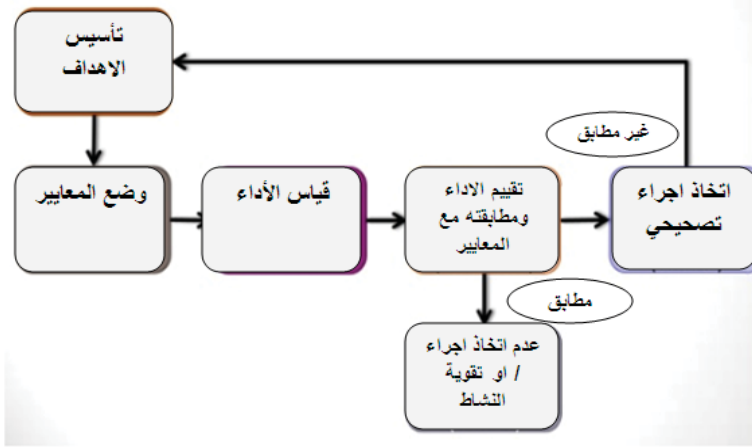 تأسيس
الاهداف
وضع المعايير
قياس الأداء
تقييم الاداء
ومطابقته مع
المعايير
اتخاذ اجراء
تصحيحي
غير مطابق
مطابق
عدم اتخاذ اجراء
/ او تقوية
النشاط